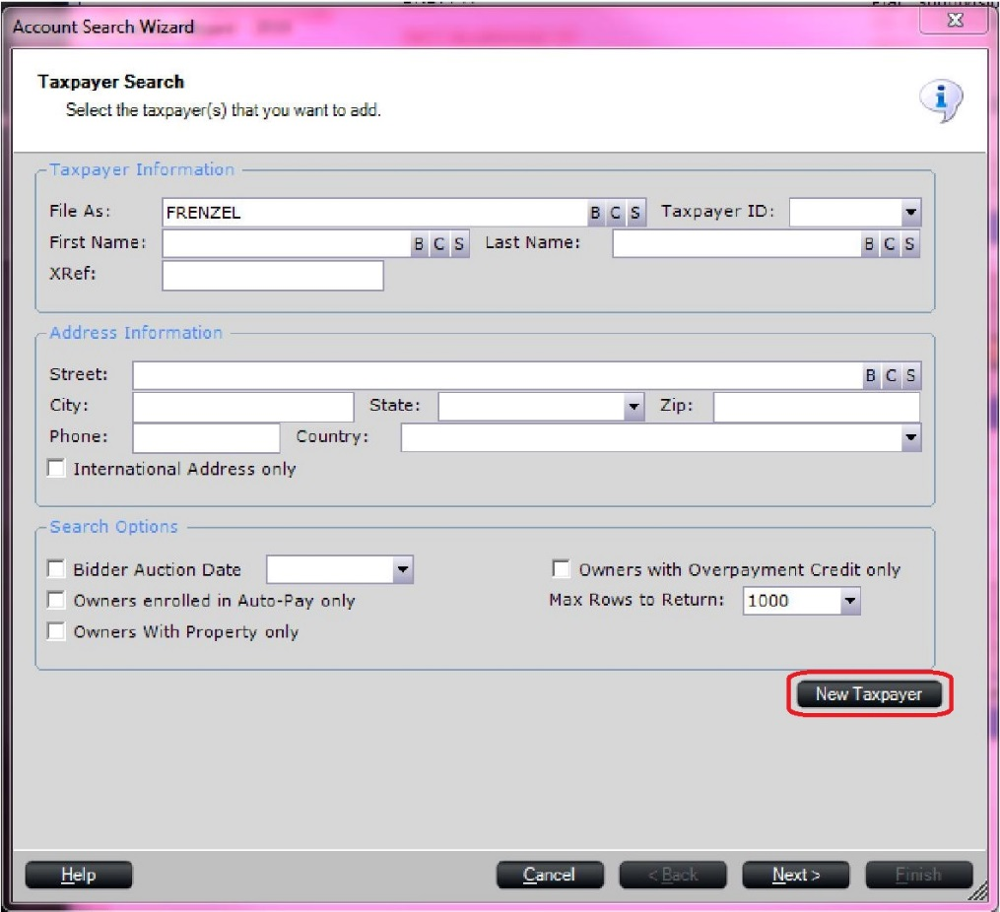 Account Search Wizard
Taxpayer Search
Select the taxpayer(s) that you want to add.
Taxpayer Information
File As: FRENZEL B C S Taxpayer ID:
First Name: B C S Last Name: B C S
XRef:
Address Information
Street: B C S
City: State: Zip:
Phone: Country:
International Address only
Search Options
Bidder Auction Date Owners with Overpayment Credit only
Owners enrolled in Auto-Pay only Max Rows to Return: 1000
Owners With Property only
New Taxpayer
Help Cancel < Back Next > Finish